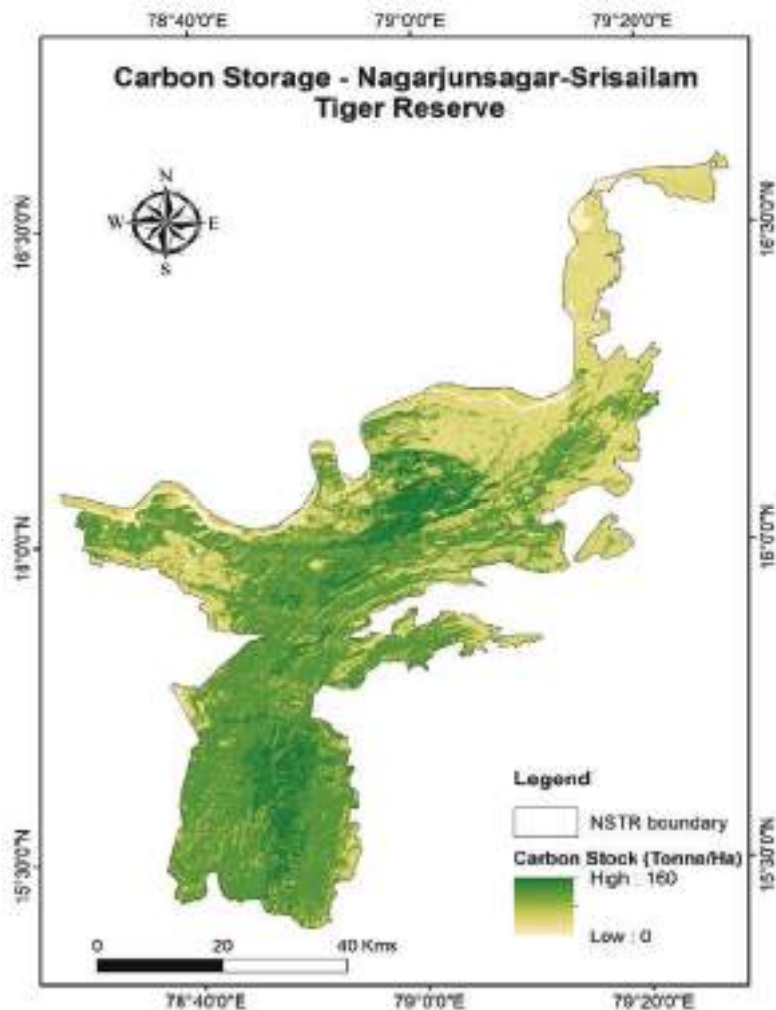 78°40'0"E 79°0'0"E 79°20'0"E
Carbon Storage - Nagarjunsagar-Srisailam
Tiger Reserve
N
W E
S
16°30'0"N 16°30'0"N
16°0'0"N 16°0'0"N
15°30'0"N 15°30'0"N
Legend
NSTR boundary
Carbon Stock (Tonne/Ha)
High : 160
Low : 0
0 20 40 Kms
78°40'0"E 79°0'0"E 79°20'0"E